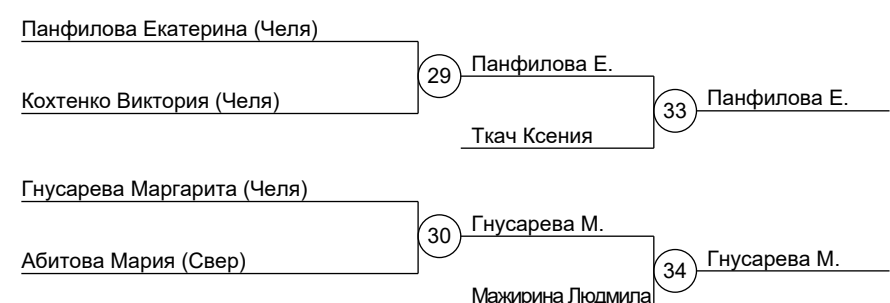 Панфилова Екатерина (Челя)
29
Панфилова Е.
Кохтенко Виктория (Челя)
33
Панфилова Е.
Ткач Ксения
Гнусарева Маргарита (Челя)
30
Гнусарева М.
Абитова Мария (Свер)
34
Гнусарева М.
Мажирина Людмила